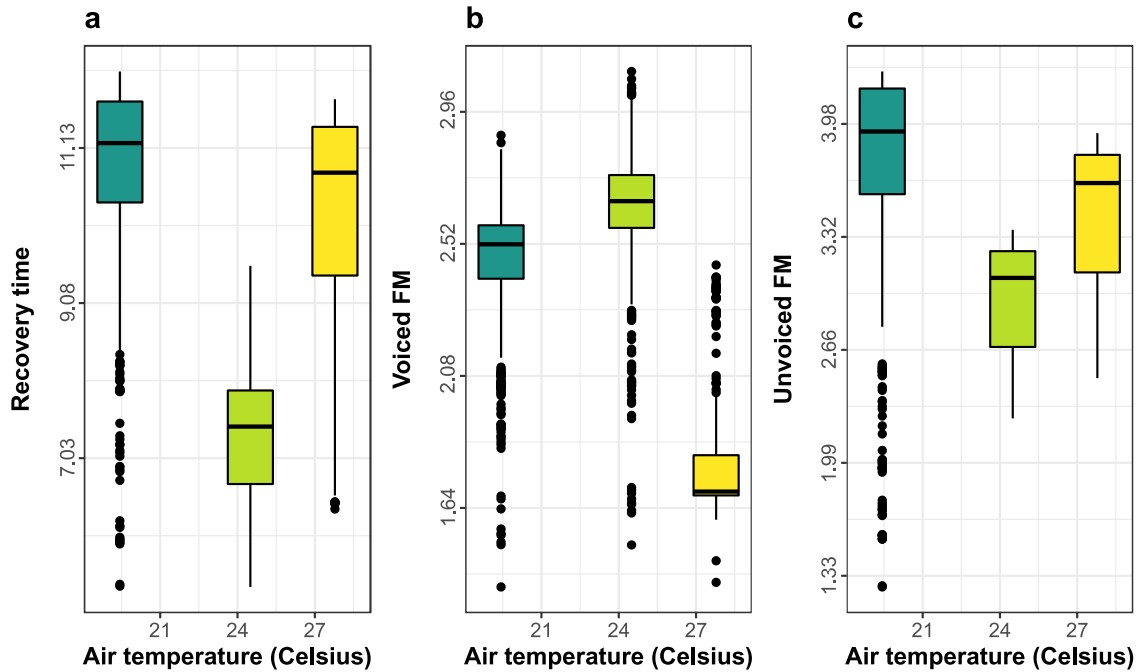 a
b
c
Recovery time
11.13
9.08
7.03
21
24
27
Air temperature (Celsius)
Voiced FM
2.96
2.52
2.08
1.64
21
24
27
Air temperature (Celsius)
Unvoiced FM
3.98
3.32
2.66
1.99
1.33
21
24
27
Air temperature (Celsius)